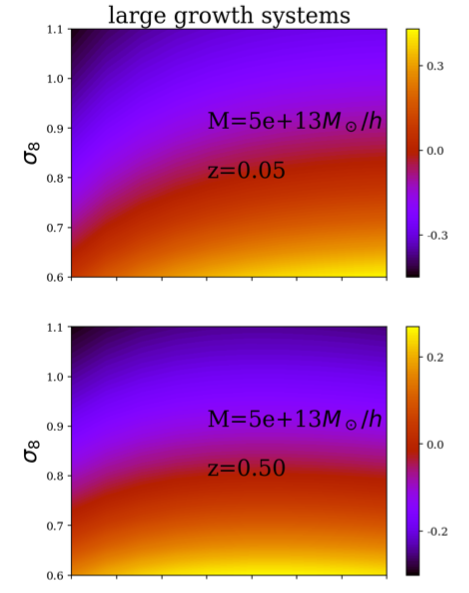 large growth systems
1.1
1.0
0.9
0.8
0.7
0.6
σ8
M=5e+13M⊙/h
z=0.05
0.3
0.0
-0.3
1.1
1.0
0.9
0.8
0.7
0.6
σ8
M=5e+13M⊙/h
z=0.50
0.2
0.0
-0.2